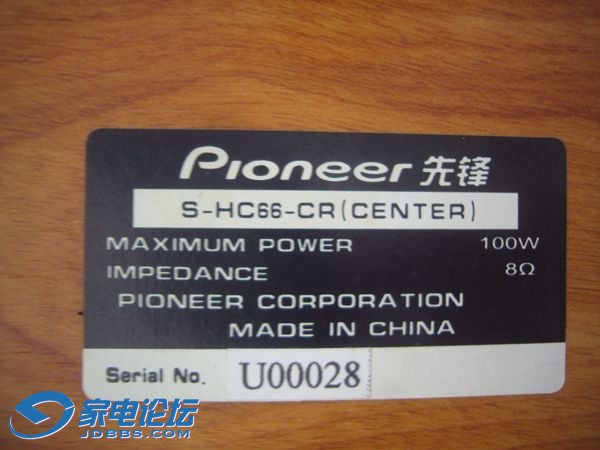 Pioneer 先锋
S-HC66-CR(CENTER)
MAXIMUM POWER 100W
IMPEDANCE 8Ω
PIONEER CORPORATION
MADE IN CHINA
Serial No. U00028
家电论坛
JDBBS.COM